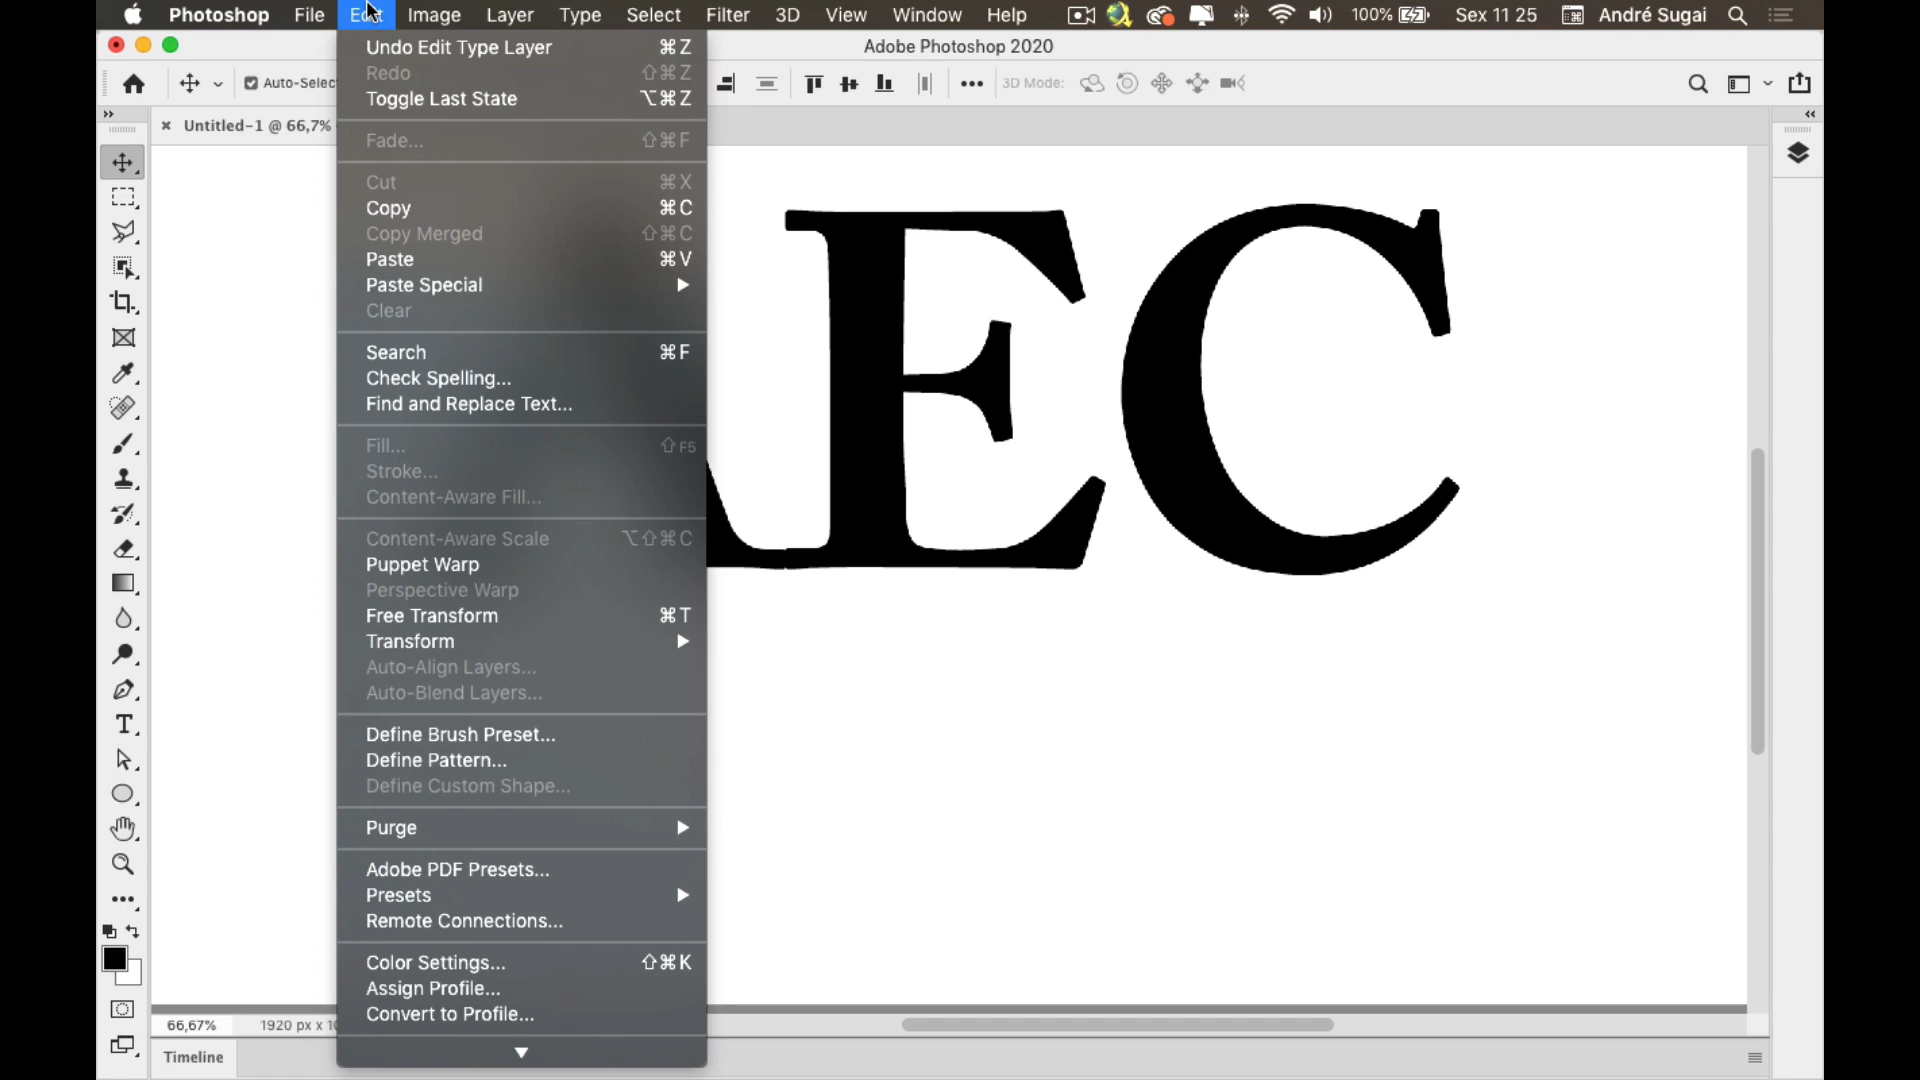 Photoshop File Edit Image Layer Type Select Filter 3D View Window Help 100% Sex 11 25 André Sugai
Adobe Photoshop 2020
Auto-Selec 3D Mode:
Untitled-1 @ 66,7%
Undo Edit Type Layer ⌘Z
Redo ⇧⌘Z
Toggle Last State ⌥⌘Z
Fade... ⇧⌘F
Cut ⌘X
Copy ⌘C
Copy Merged ⇧⌘C
Paste ⌘V
Paste Special
Clear
Search ⌘F
Check Spelling...
Find and Replace Text...
Fill... ⇧F5
Stroke...
Content-Aware Fill...
Content-Aware Scale ⌥⇧⌘C
Puppet Warp
Perspective Warp
Free Transform ⌘T
Transform
Auto-Align Layers...
Auto-Blend Layers...
Define Brush Preset...
Define Pattern...
Define Custom Shape...
Purge
Adobe PDF Presets...
Presets
Remote Connections...
Color Settings... ⇧⌘K
Assign Profile...
Convert to Profile...
EC
66,67% 1920 px x 10
Timeline